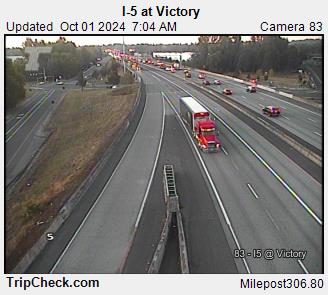 I-5 at Victory
Updated Oct 01 2024 7:04 AM Camera 83
S
83 - I5 @ Victory
TripCheck.com Milepost306.80